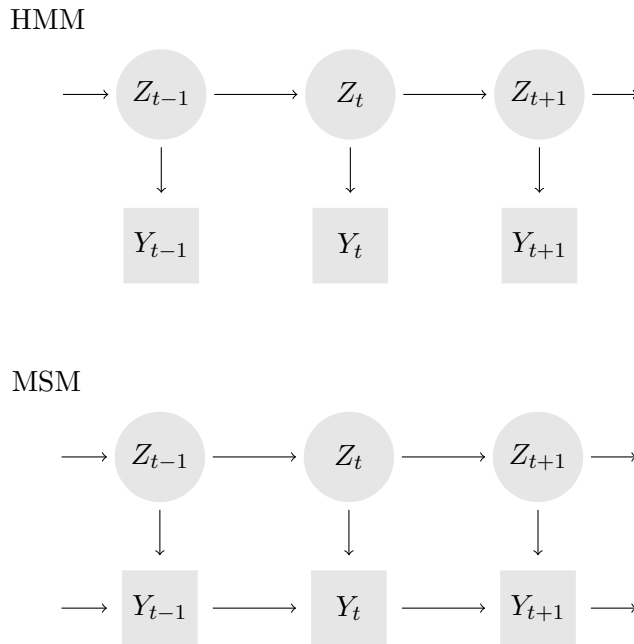 HMM
Z_{t−1} Z_t Z_{t+1}
Y_{t−1} Y_t Y_{t+1}
MSM
Z_{t−1} Z_t Z_{t+1}
Y_{t−1} Y_t Y_{t+1}